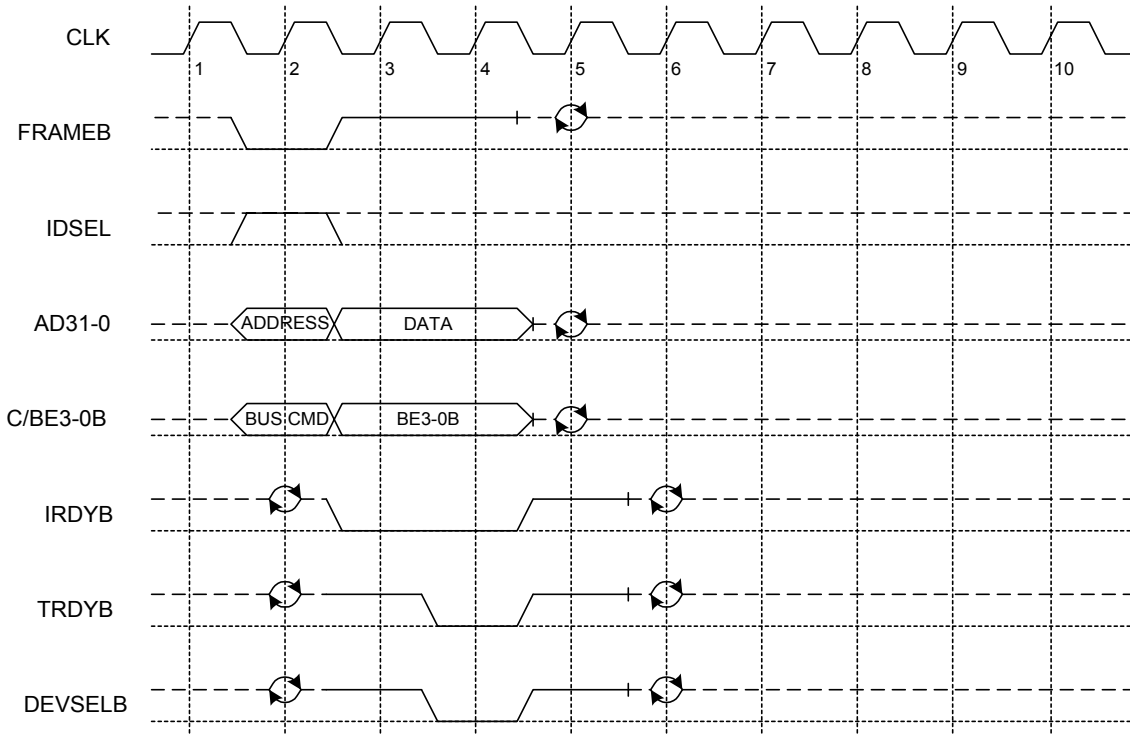 CLK
1 2 3 4 5 6 7 8 9 10
FRAMEB
IDSEL
AD31-0 ADDRESS DATA
C/BE3-0B BUS CMD BE3-0B
IRDYB
TRDYB
DEVSELB